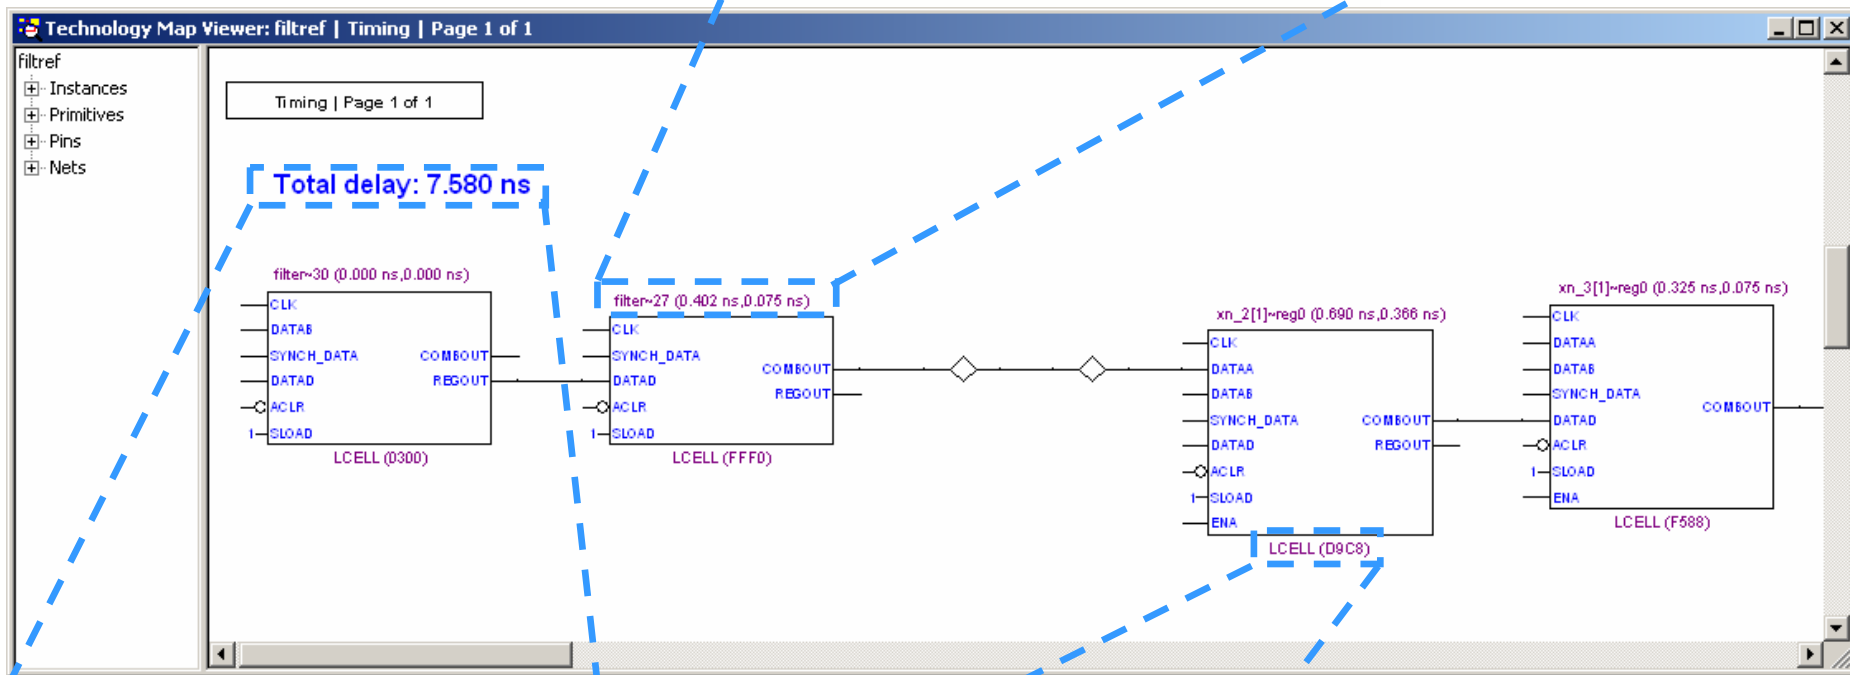 Technology Map Viewer: filtref | Timing | Page 1 of 1
filtref
Instances
Primitives
Pins
Nets
Timing | Page 1 of 1
Total delay: 7.580 ns
filter~30 (0.000 ns,0.000 ns)
CLK
DATAB
SYNCH_DATA COMBOUT
DATAD REGOUT
ACLR
1 SLOAD
LCELL (0300)
filter~27 (0.402 ns,0.075 ns)
CLK
SYNCH_DATA COMBOUT
DATAD REGOUT
ACLR
1 SLOAD
LCELL (FFF0)
xn_2[1]~reg0 (0.690 ns,0.366 ns)
CLK
DATAA
DATAB
SYNCH_DATA COMBOUT
DATAD REGOUT
ACLR
1 SLOAD
ENA
LCELL (D9C8)
xn_3[1]~reg0 (0.325 ns,0.075 ns)
CLK
DATAA
DATAB
SYNCH_DATA COMBOUT
DATAD
ACLR
1 SLOAD
ENA
LCELL (F588)